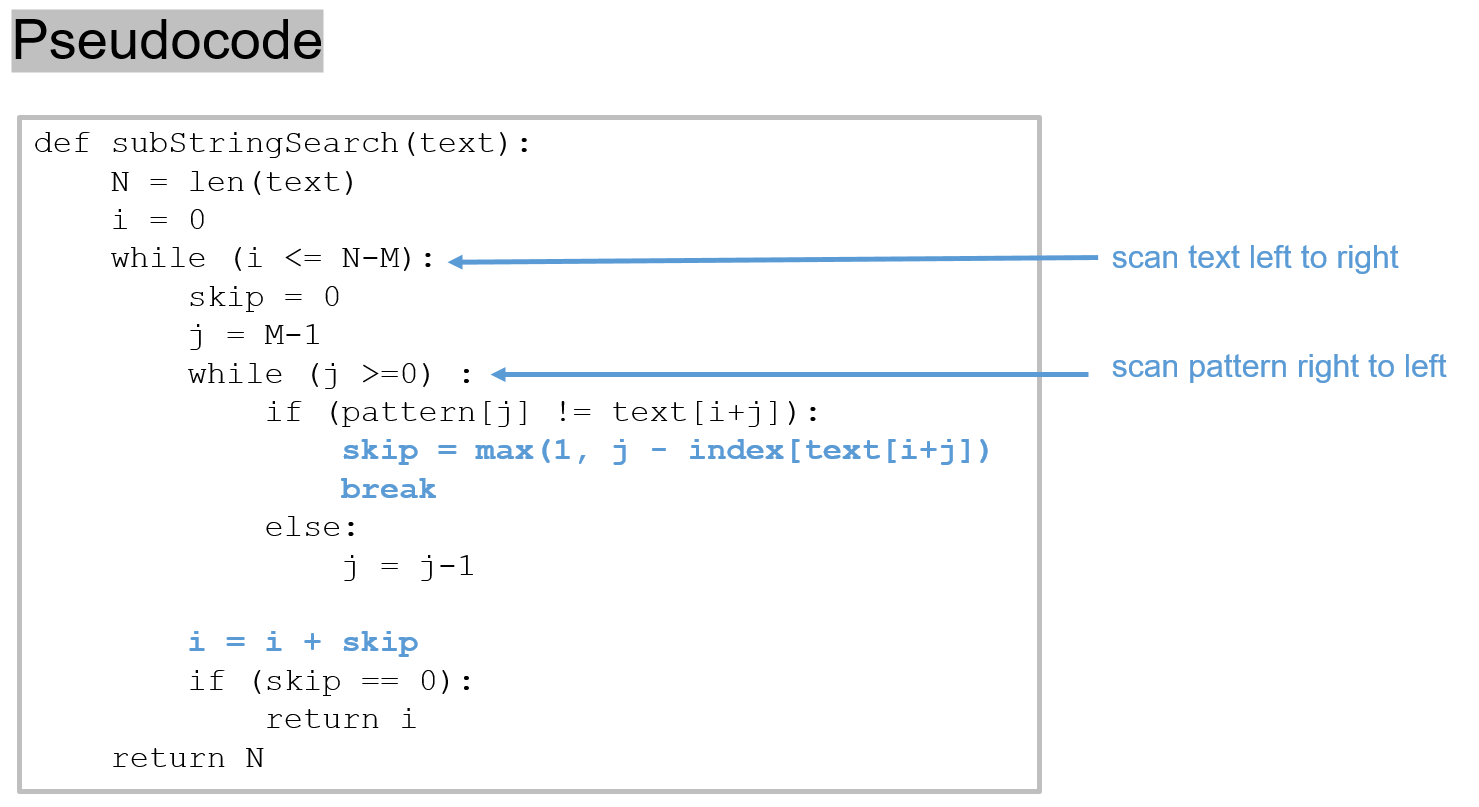 Pseudocode
def subStringSearch(text):
    N = len(text)
    i = 0
    while (i <= N-M):
scan text left to right
        skip = 0
        j = M-1
        while (j >=0) :
scan pattern right to left
            if (pattern[j] != text[i+j]):
                skip = max(1, j - index[text[i+j])
                break
            else:
                j = j-1
        i = i + skip
        if (skip == 0):
            return i
    return N